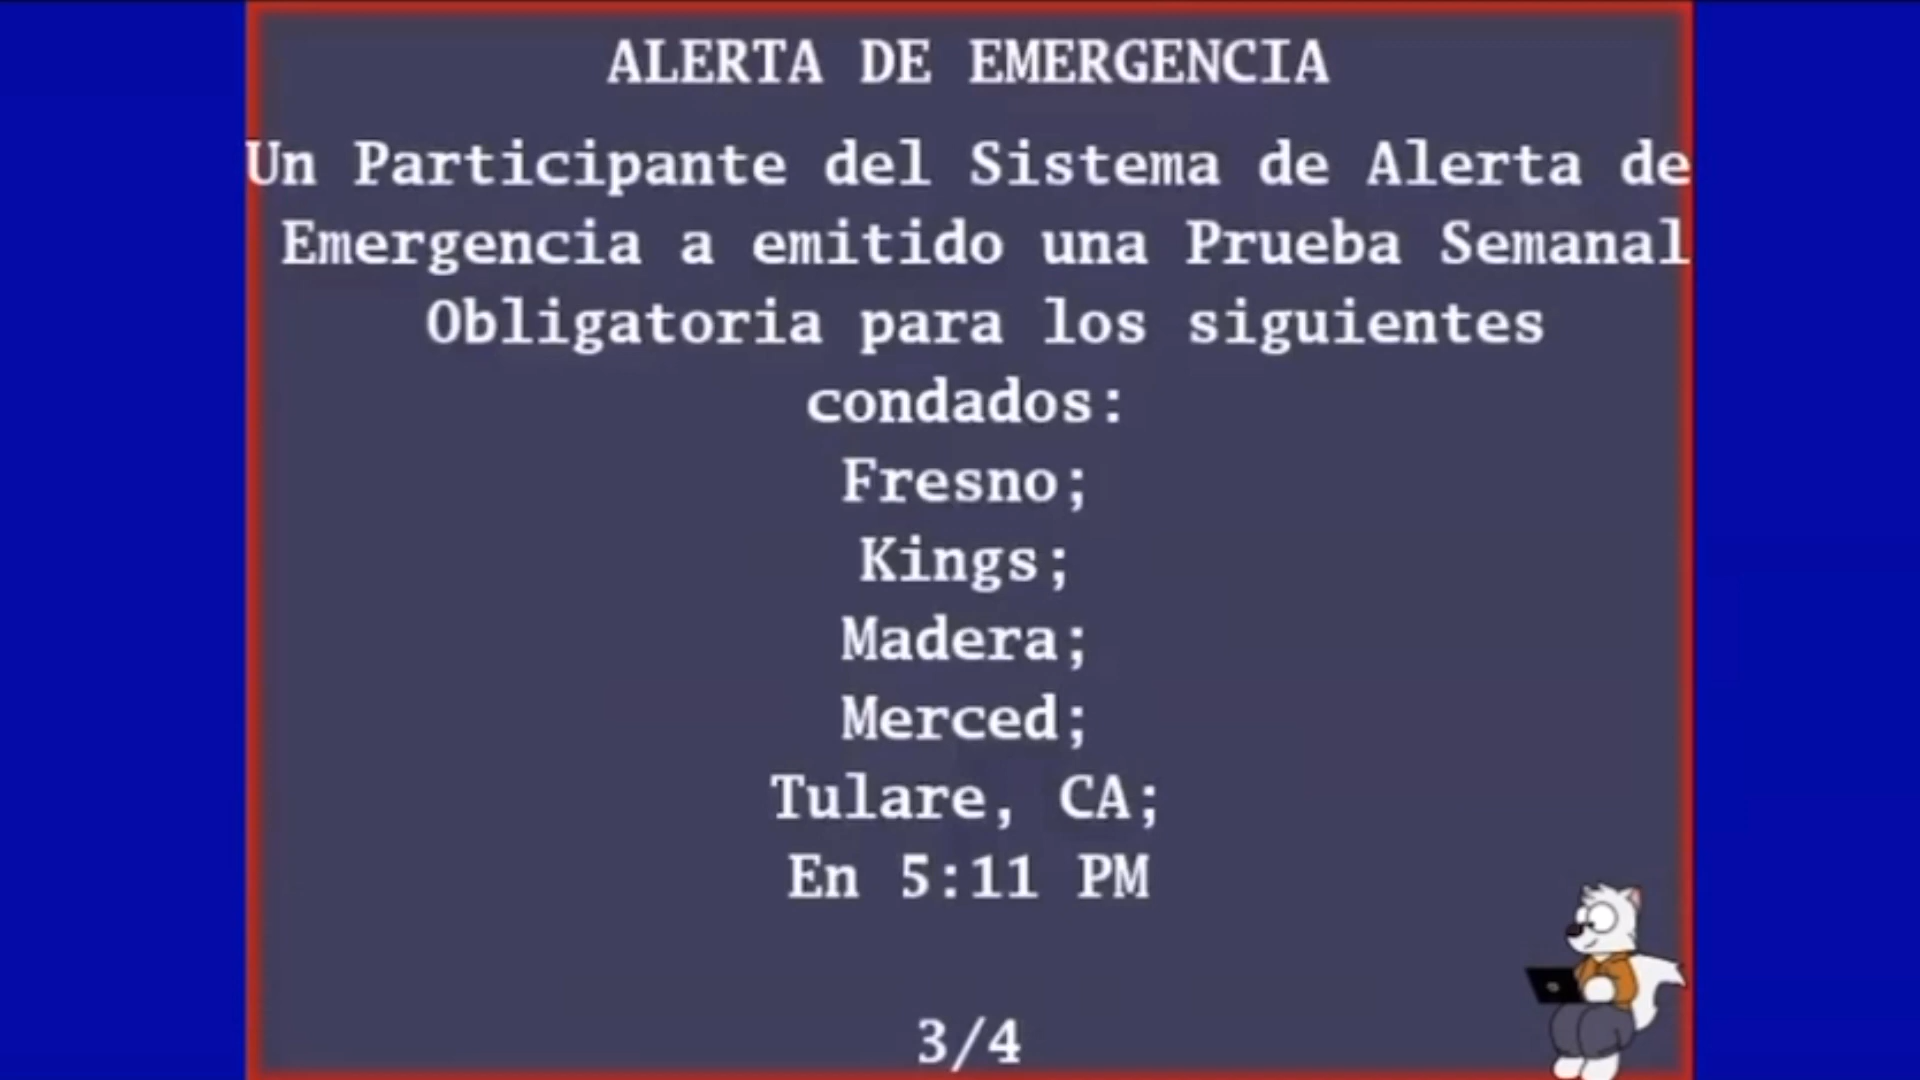 ALERTA DE EMERGENCIA
Un Participante del Sistema de Alerta de
Emergencia a emitido una Prueba Semanal
Obligatoria para los siguientes
condados:
Fresno;
Kings;
Madera;
Merced;
Tulare, CA;
En 5:11 PM
3/4